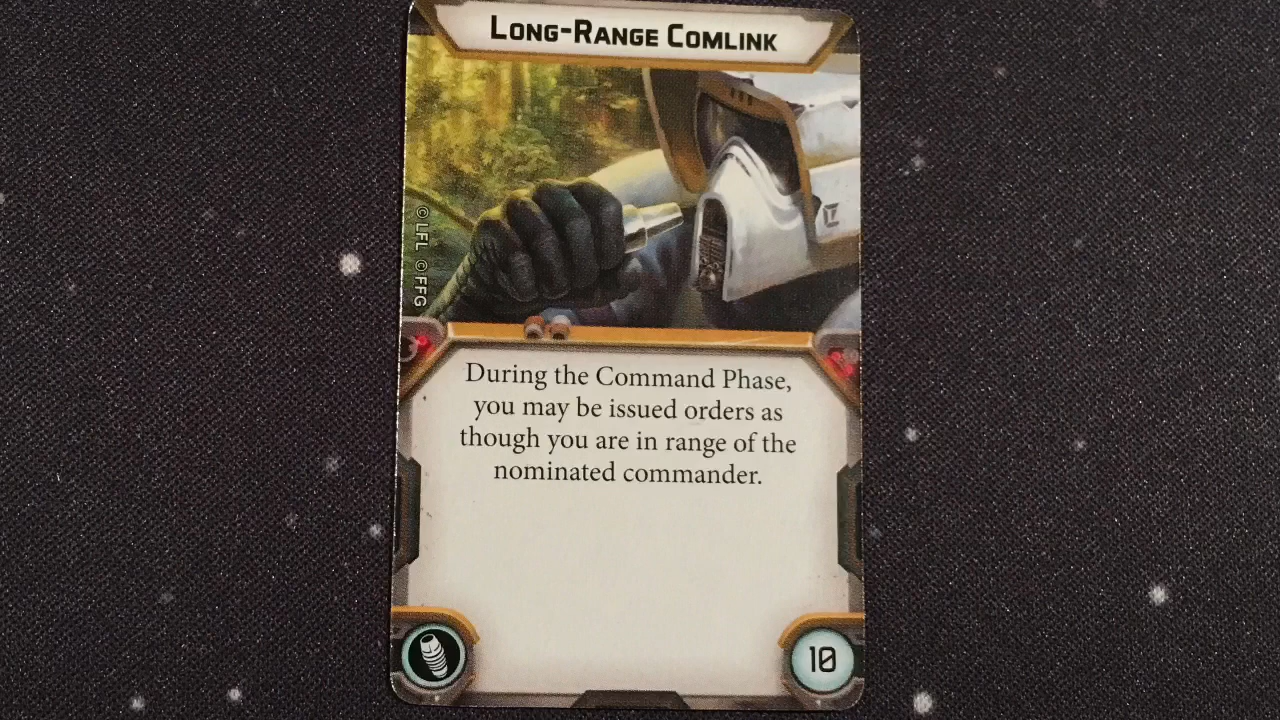 Long-Range Comlink
© LFL © FFG
During the Command Phase,
you may be issued orders as
though you are in range of the
nominated commander.
10